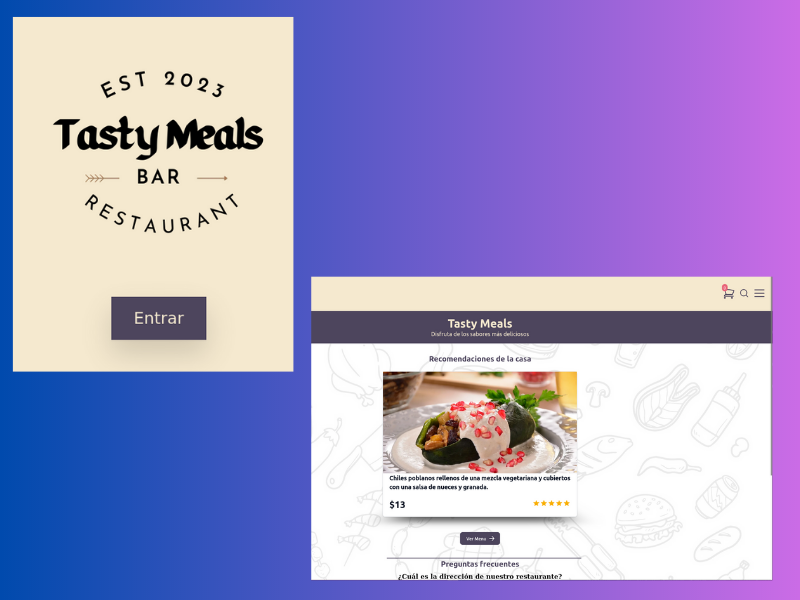 EST 2023
Tasty Meals
BAR
RESTAURANT
Entrar
0
Tasty Meals
Disfruta de los sabores más deliciosos
Recomendaciones de la casa
Chiles poblanos rellenos de una mezcla vegetariana y cubiertos
con una salsa de nueces y granada.
$13
Ver Menu
Preguntas frecuentes
¿Cuál es la dirección de nuestro restaurante?